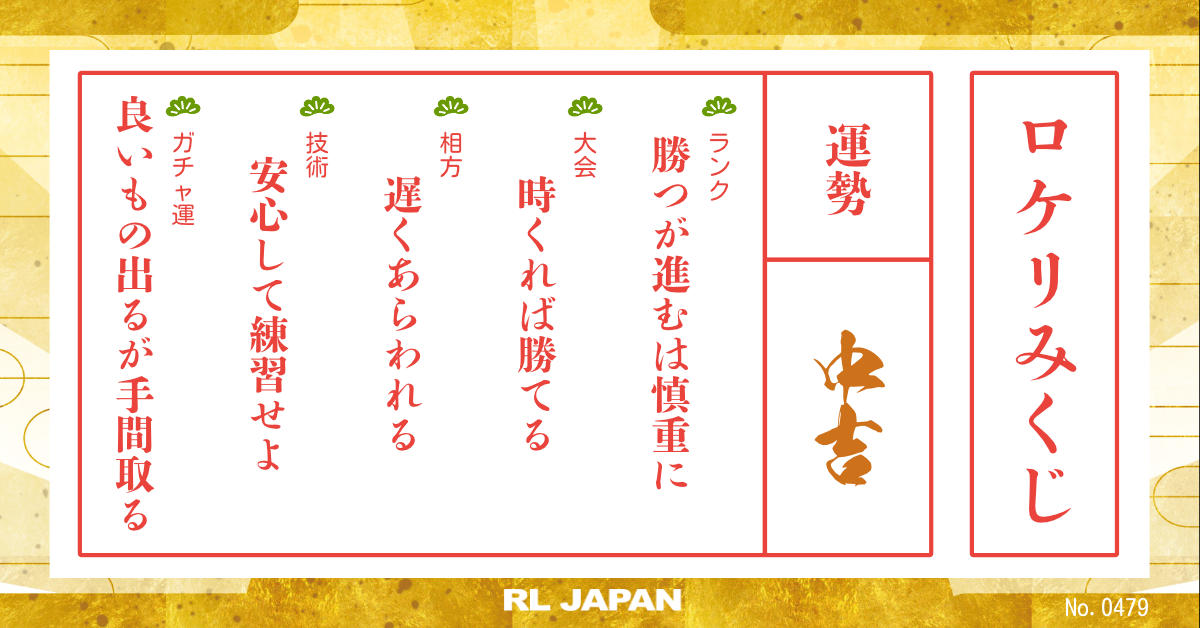 ロケリみくじ
運勢
中吉
ランク
勝つが進むは慎重に
大会
時くれば勝てる
相方
遅くあらわれる
技術
安心して練習せよ
ガチャ運
良いもの出るが手間取る
RL JAPAN
No. 0479